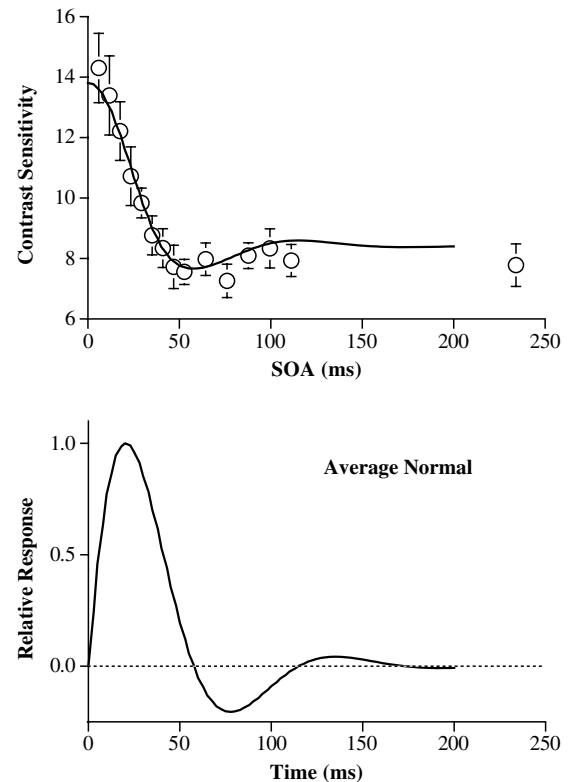 16
14
12
10
8
6
Contrast Sensitivity
0 50 100 150 200 250
SOA (ms)
1.0
0.5
0.0
Relative Response
Average Normal
0 50 100 150 200 250
Time (ms)